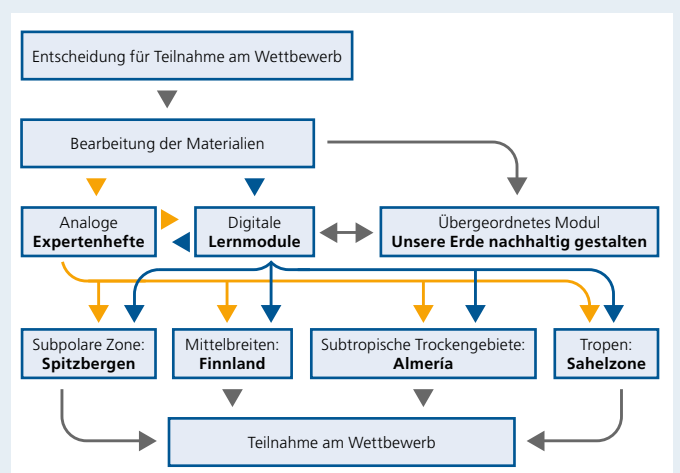 Entscheidung für Teilnahme am Wettbewerb
Bearbeitung der Materialien
Analoge
Expertenhefte
Digitale
Lernmodule
Übergeordnetes Modul
Unsere Erde nachhaltig gestalten
Subpolare Zone:
Spitzbergen
Mittelbreiten:
Finnland
Subtropische Trockengebiete:
Almería
Tropen:
Sahelzone
Teilnahme am Wettbewerb